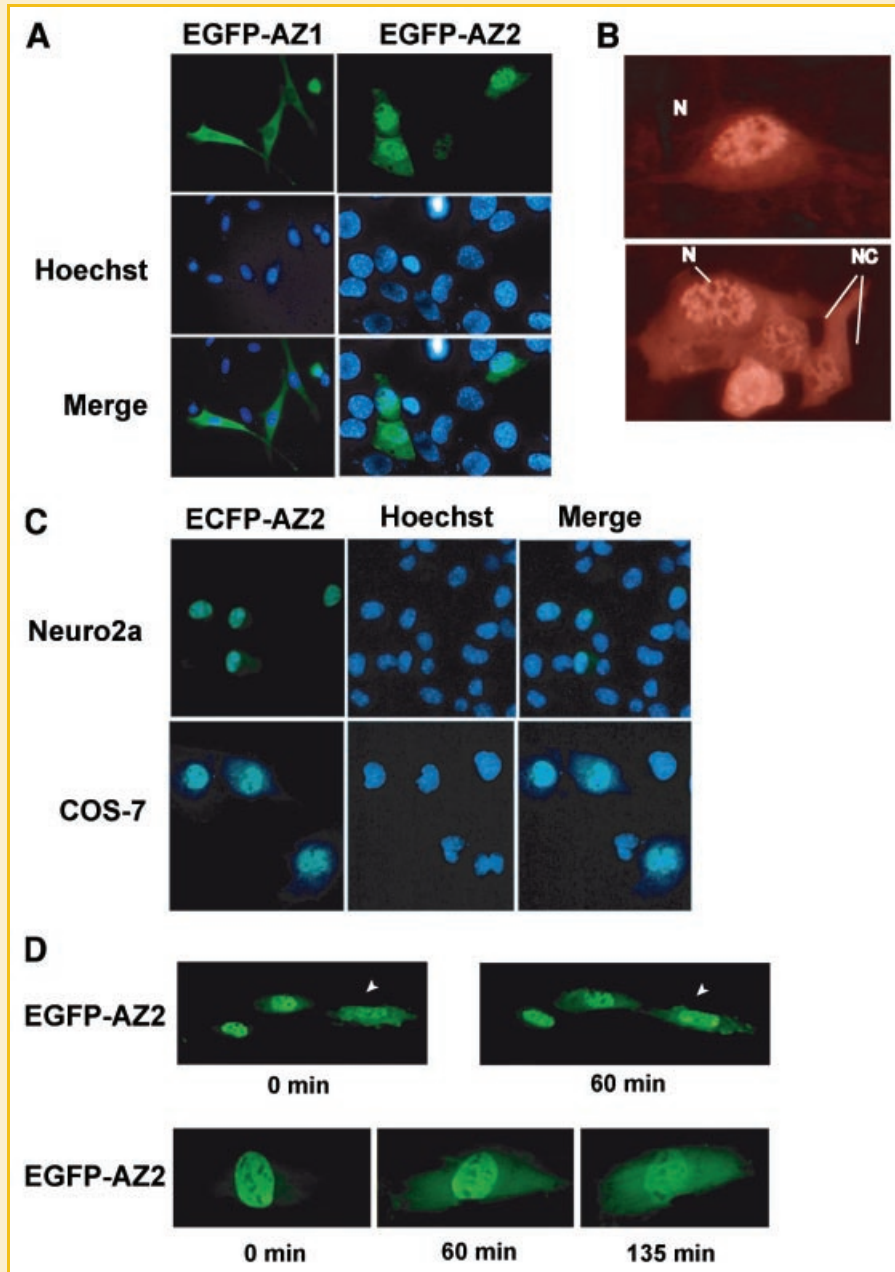 A
EGFP-AZ1 EGFP-AZ2
Hoechst
Merge
B
N
N NC
C
ECFP-AZ2 Hoechst Merge
Neuro2a
COS-7
D
EGFP-AZ2
0 min 60 min
EGFP-AZ2
0 min 60 min 135 min